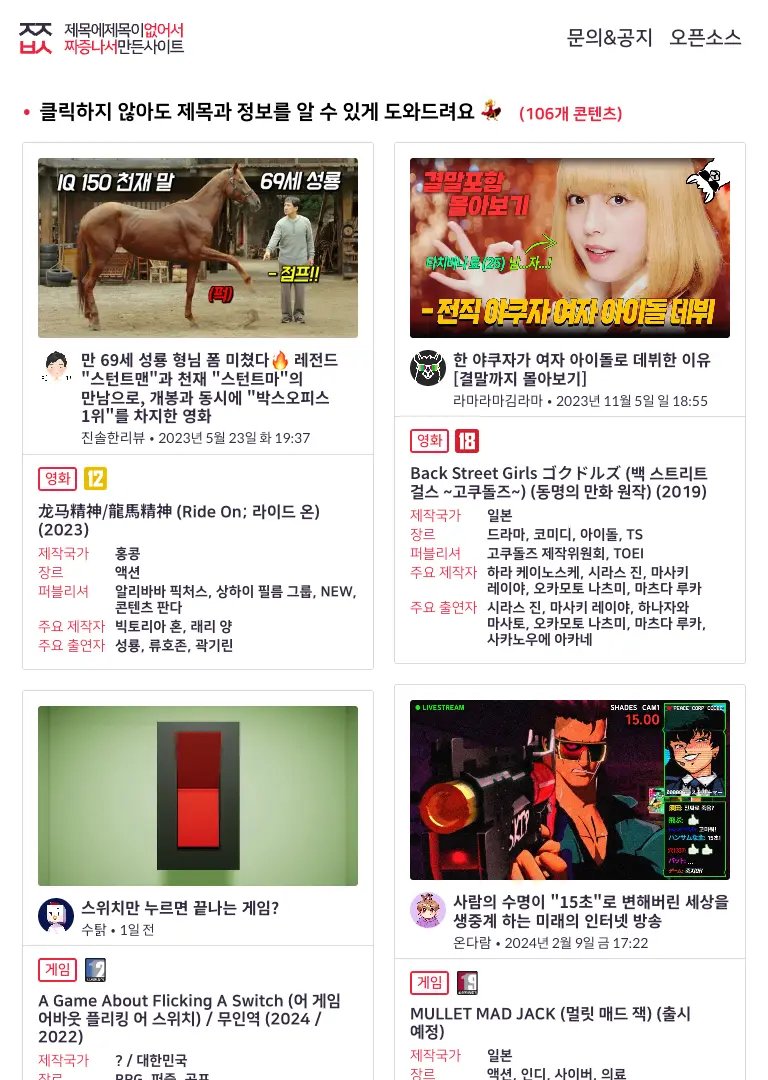 줎
제목에제목이없어서
짜증나서만든사이트
문의&공지
오픈소스
• 클릭하지 않아도 제목과 정보를 알 수 있게 도와드려요 💃 (106개 콘텐츠)
IQ 150 천재 말
69세 성룡
- 점프!!
(퍽)
만 69세 성룡 형님 폼 미쳤다🔥 레전드
"스턴트맨"과 천재 "스턴트마"의
만남으로, 개봉과 동시에 "박스오피스
1위"를 차지한 영화
진솔한리뷰 • 2023년 5월 23일 화 19:37
영화 12
龙马精神/龍馬精神 (Ride On; 라이드 온)
(2023)
제작국가 홍콩
장르 액션
퍼블리셔 알리바바 픽처스, 상하이 필름 그룹, NEW,
콘텐츠 판다
주요 제작자 빅토리아 혼, 래리 양
주요 출연자 성룡, 류호존, 곽기린
결말포함
몰아보기
타치바나 료 (25) 남...자...!
- 전직 야쿠자 여자 아이돌 데뷔
한 야쿠자가 여자 아이돌로 데뷔한 이유
[결말까지 몰아보기]
라마라마김라마 • 2023년 11월 5일 일 18:55
영화 18
Back Street Girls ゴクドルズ (백 스트리트
걸스 ~고쿠돌즈~) (동명의 만화 원작) (2019)
제작국가 일본
장르 드라마, 코미디, 아이돌, TS
퍼블리셔 고쿠돌즈 제작위원회, TOEI
주요 제작자 하라 케이노스케, 시라스 진, 마사키
레이야, 오카모토 나츠미, 마츠다 루카
주요 출연자 시라스 진, 마사키 레이야, 하나자와
마사토, 오카모토 나츠미, 마츠다 루카,
사카노우에 아카네
스위치만 누르면 끝나는 게임?
수탉 • 1일 전
게임 12
A Game About Flicking A Switch (어 게임
어바웃 플리킹 어 스위치) / 무인역 (2024 /
2022)
제작국가 ? / 대한민국
장르 RPG, 퍼즐, 공포
LIVESTREAM
SHADES CAM1
15.00
PEACE CORP
사람의 수명이 "15초"로 변해버린 세상을
생중계 하는 미래의 인터넷 방송
온다람 • 2024년 2월 9일 금 17:22
게임 19
MULLET MAD JACK (멀릿 매드 잭) (출시
예정)
제작국가 일본
장르 액션, 인디, 사이버, 의료